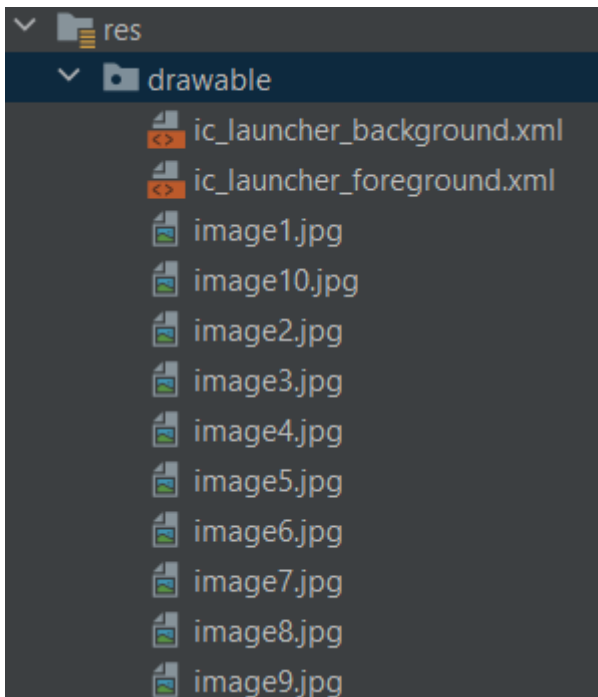 res
drawable
ic_launcher_background.xml
ic_launcher_foreground.xml
image1.jpg
image10.jpg
image2.jpg
image3.jpg
image4.jpg
image5.jpg
image6.jpg
image7.jpg
image8.jpg
image9.jpg